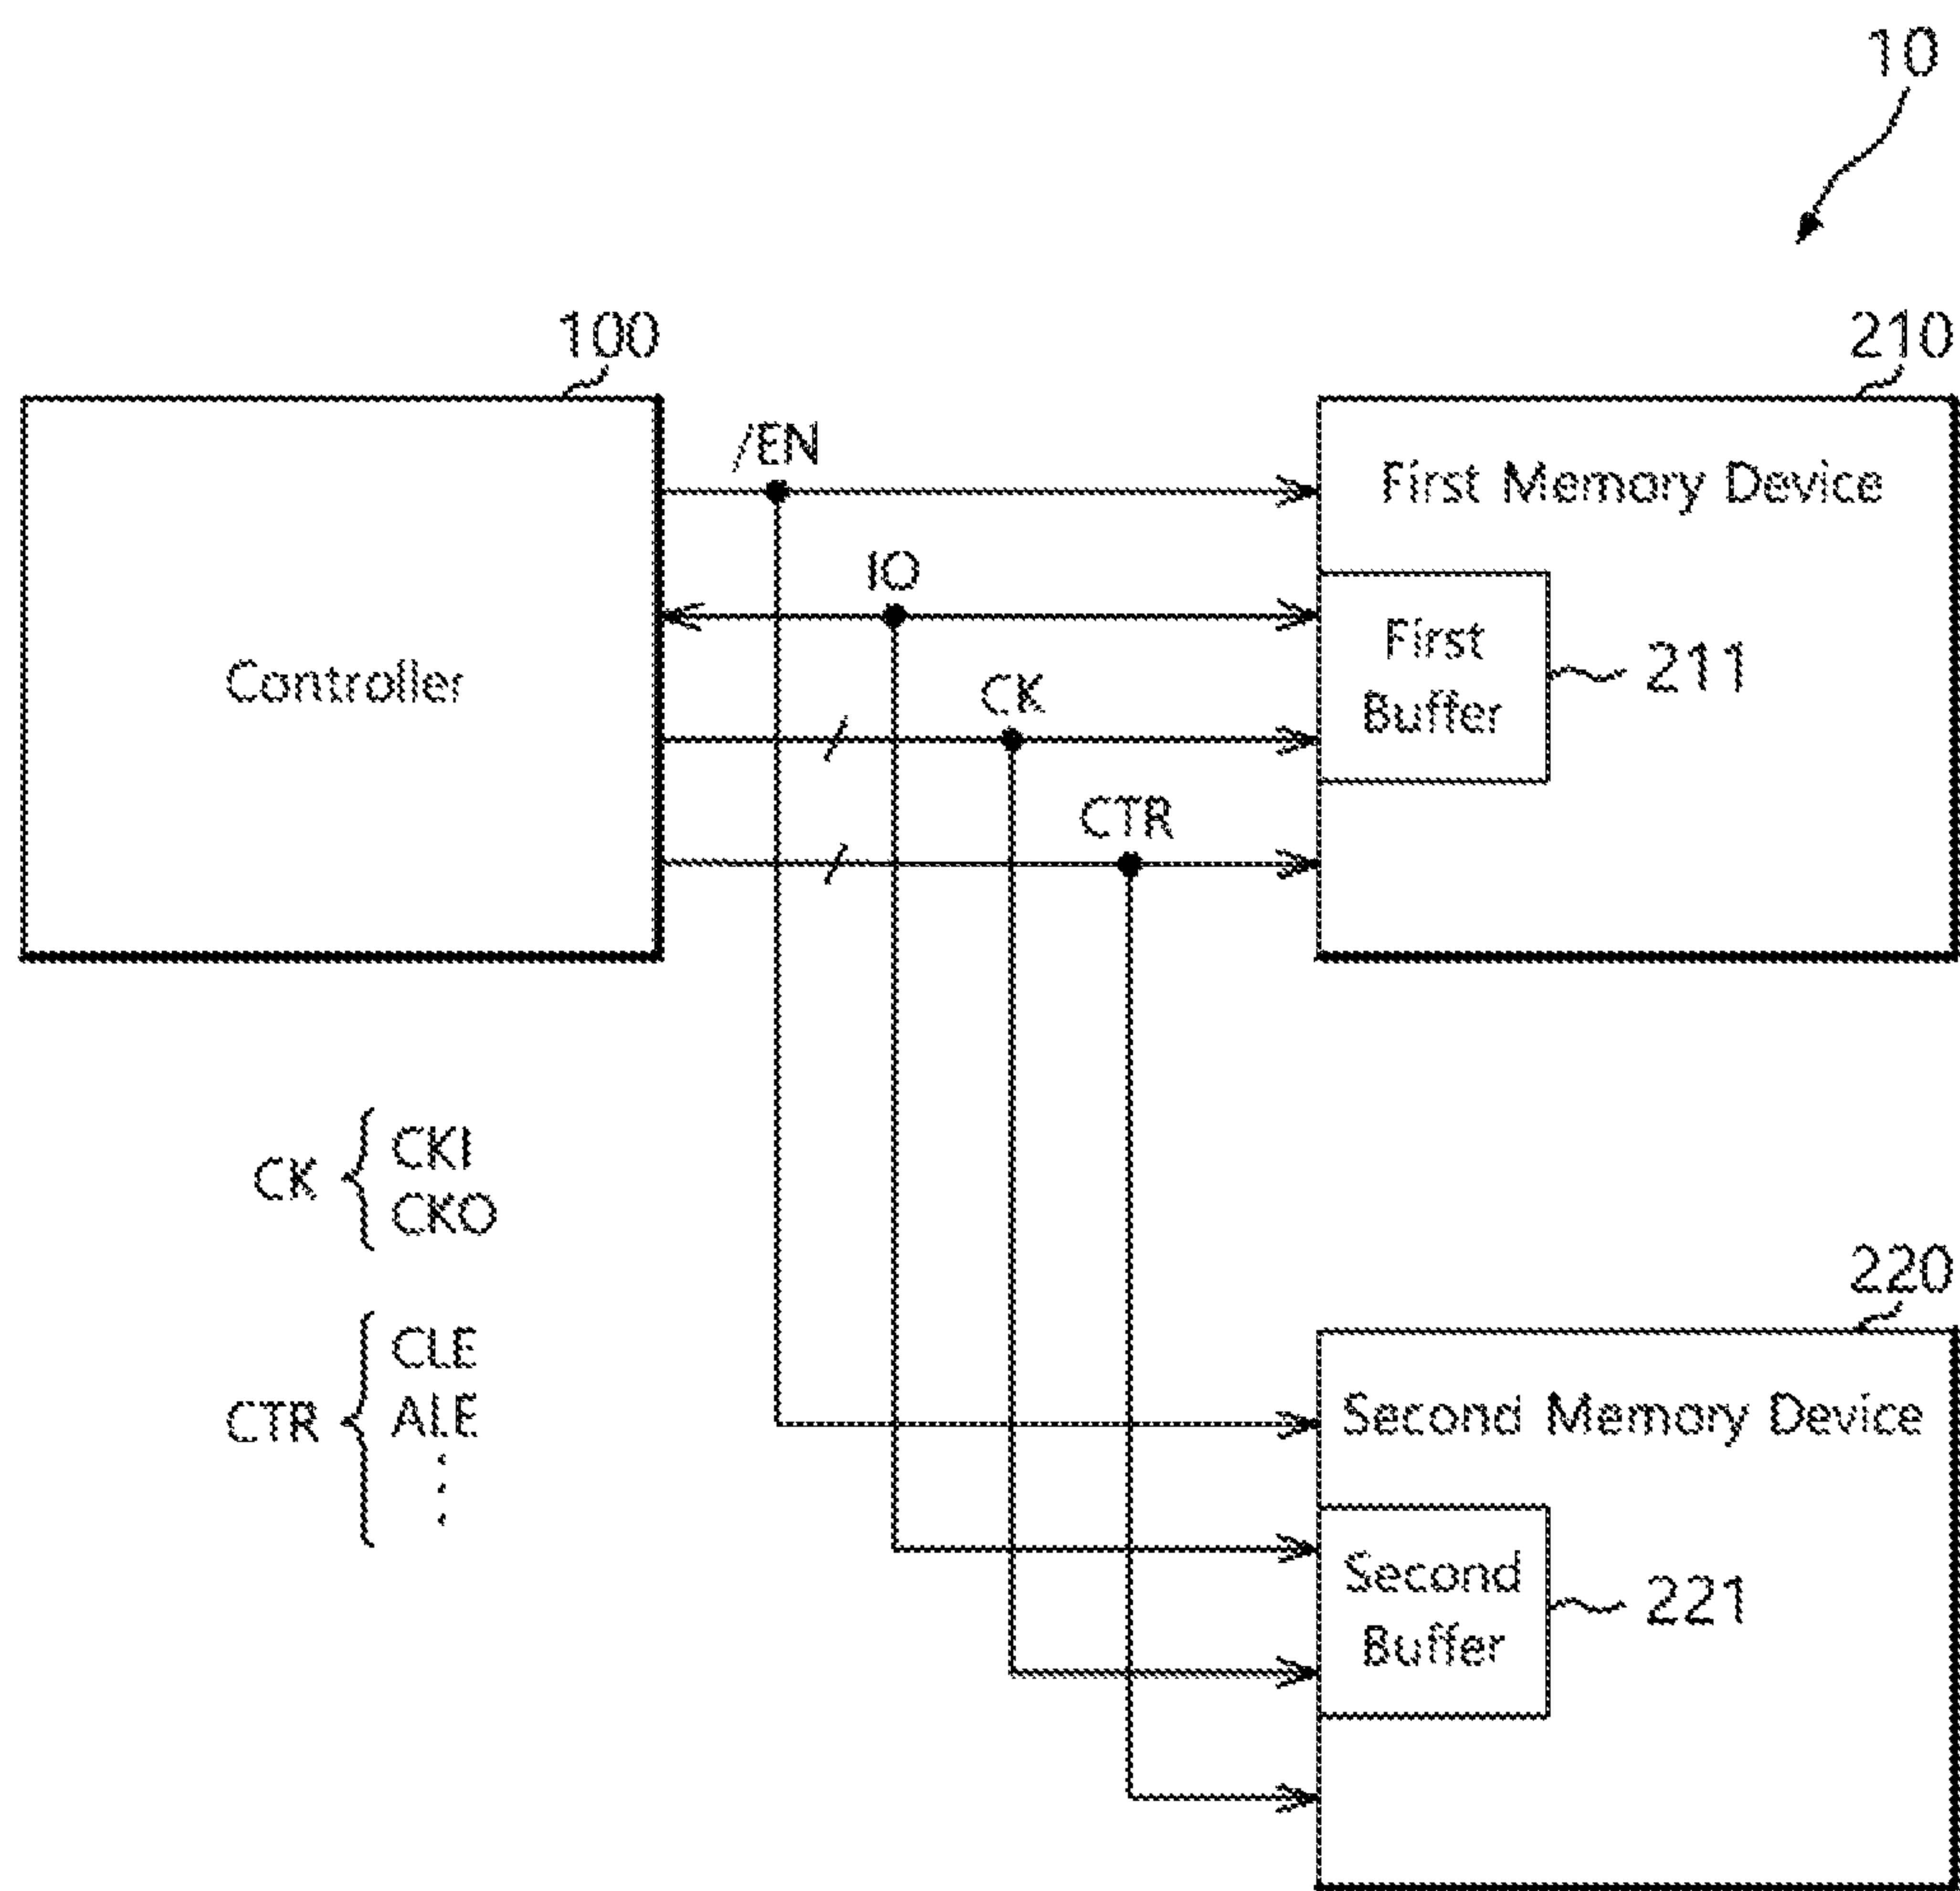 10
100
210
/EN
First Memory Device
IO
First
Buffer
211
Controller
CK
CTR
CK { CKI
CKO
220
CTR { CLE
ALE
⋮
Second Memory Device
Second
Buffer
221